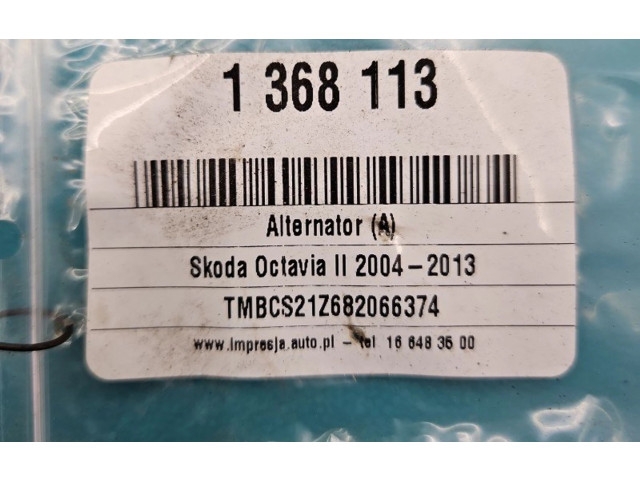 1 368 113
Alternator (A)
Skoda Octavia II 2004-2013
TMBCS21Z682066374
www.impresja.auto.pl - tel 16 648 35 00